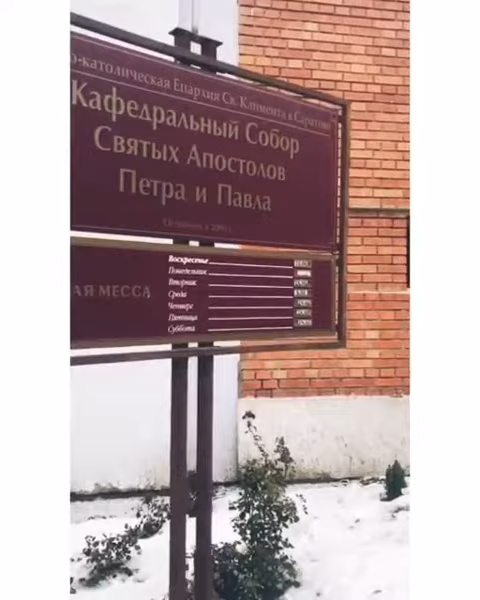 о-католическая Епархия Св. Климента в Саратове
Кафедральный Собор
Святых Апостолов
Петра и Павла
АЯ МЕССА
Воскресенье
Понедельник
Вторник
Среда
Четверг
Пятница
Суббота